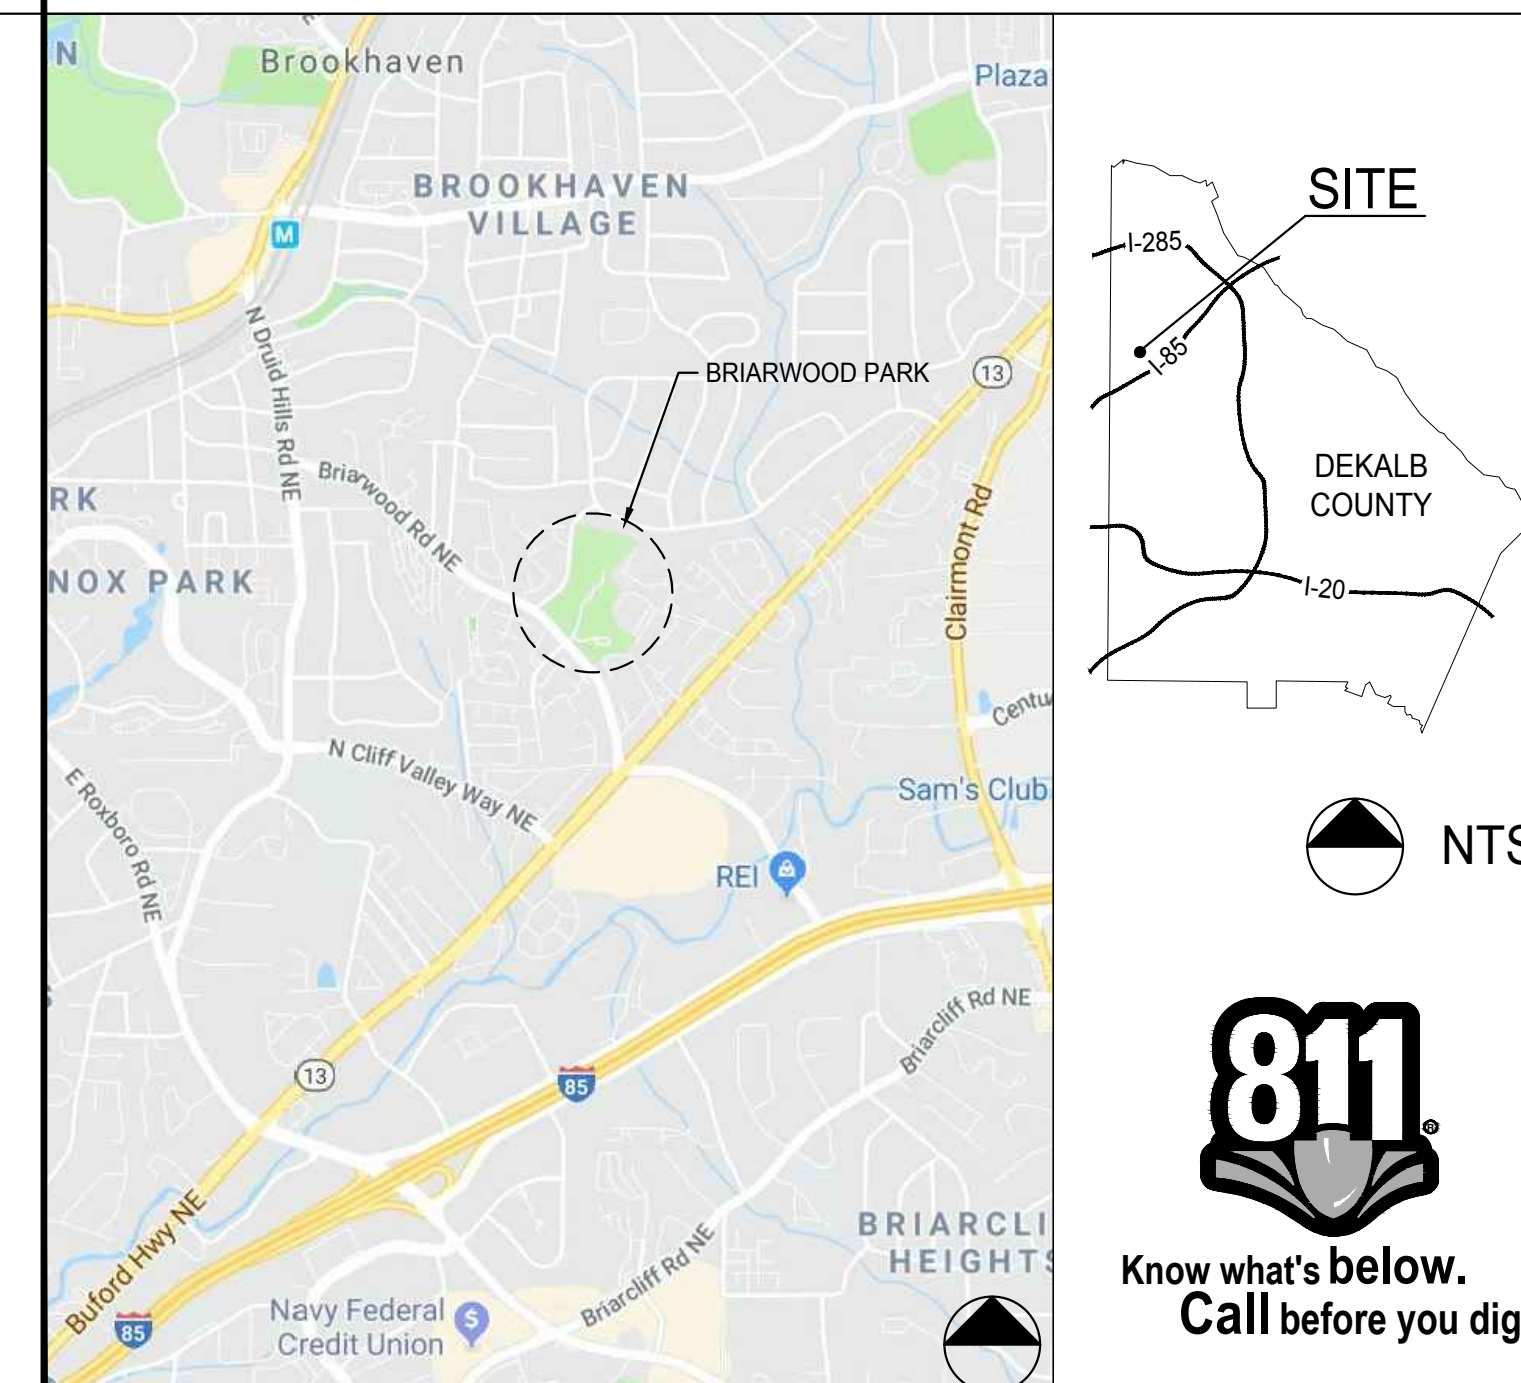 N
Brookhaven
Plaza
BROOKHAVEN
VILLAGE
M
N Druid Hills Rd NE
BRIARWOOD PARK
13
Briarwood Rd NE
RK
NOX PARK
Clairmont Rd
Centu
N Cliff Valley Way NE
E Roxboro Rd NE
Sam's Club
REI
Briarcliff Rd NE
13
85
Buford Hwy NE
85
BRIARCLI
HEIGHTS
Briarcliff Rd NE
Navy Federal
Credit Union
SITE
I-285
I-85
DEKALB
COUNTY
I-20
NTS
811
®
Know what's below.
Call before you dig